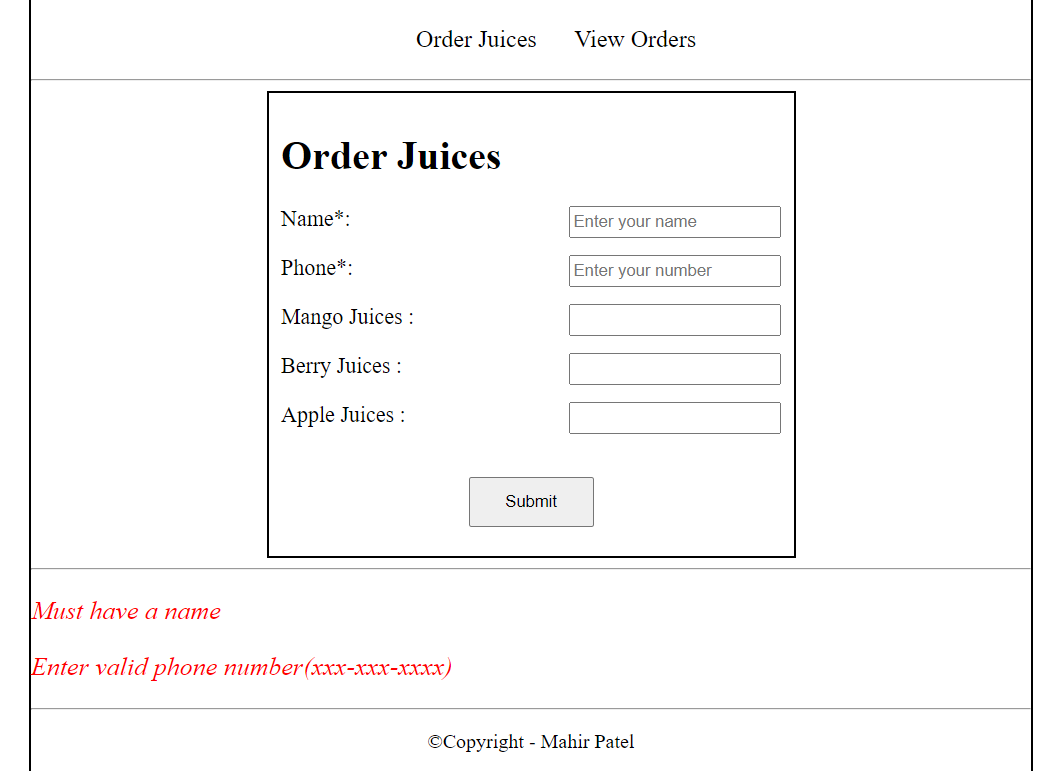 Order Juices View Orders
Order Juices
Name*: Enter your name
Phone*: Enter your number
Mango Juices :
Berry Juices :
Apple Juices :
Submit
Must have a name
Enter valid phone number(xxx-xxx-xxxx)
©Copyright - Mahir Patel